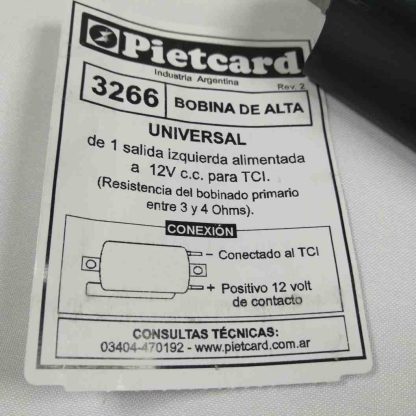 Pietcard
Industria Argentina
Rev. 2
3266 BOBINA DE ALTA
UNIVERSAL
de 1 salida izquierda alimentada
a 12V c.c. para TCI.
(Resistencia del bobinado primario
entre 3 y 4 Ohms).
CONEXIÓN
− Conectado al TCI
+ Positivo 12 volt
de contacto
CONSULTAS TÉCNICAS:
03404-470192 - www.pietcard.com.ar